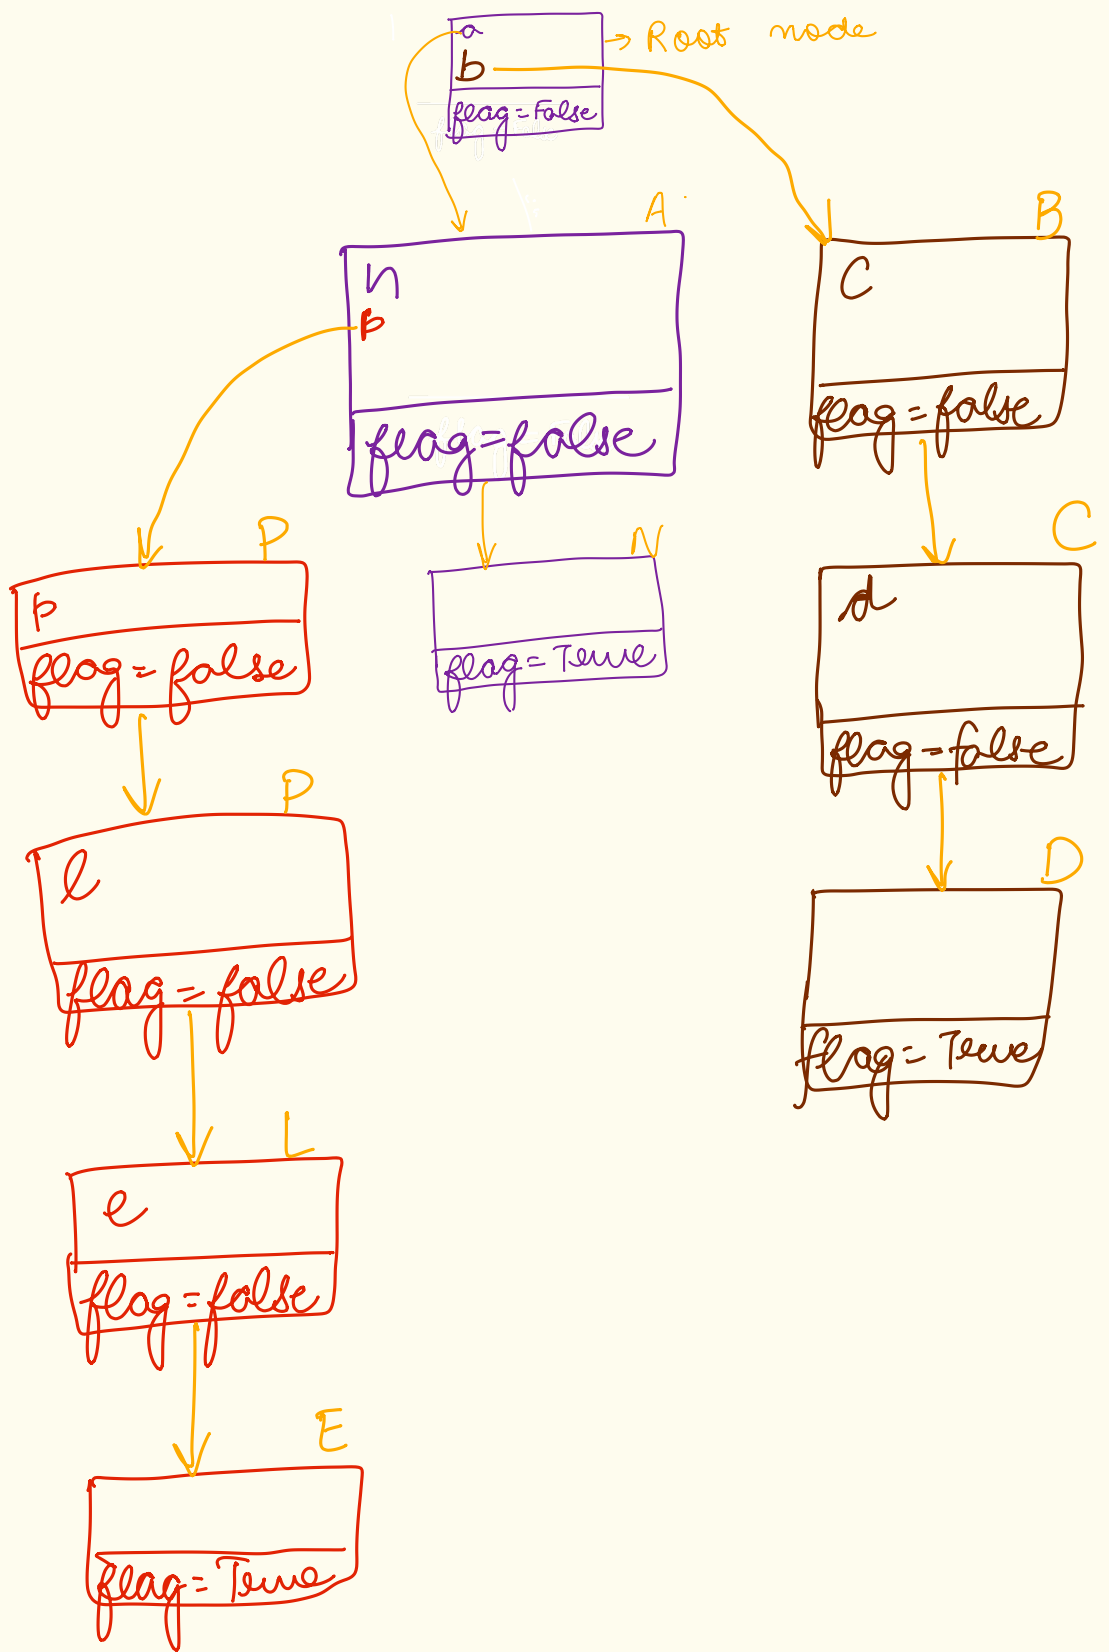 a → Root node
b
flag=False
A
B
n
p
flag=false
C
flag=false
P
N
C
p
flag=false
flag=True
d
flag=false
P
D
l
flag=false
flag=True
L
e
flag=false
E
flag=True